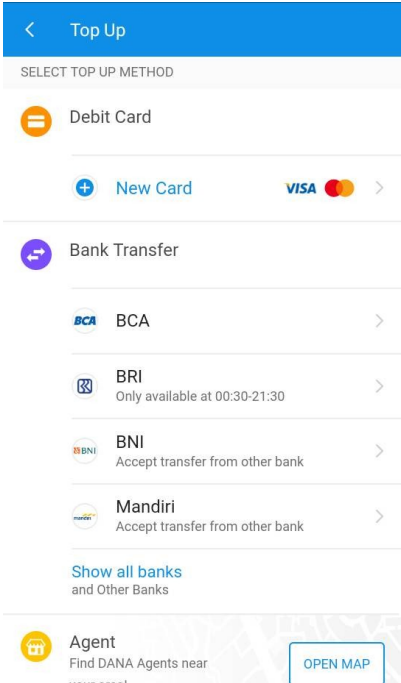 Top Up
SELECT TOP UP METHOD
Debit Card
New Card VISA
Bank Transfer
BCA BCA
BRI
Only available at 00:30-21:30
BNI BNI
Accept transfer from other bank
mandiri Mandiri
Accept transfer from other bank
Show all banks
and Other Banks
Agent
Find DANA Agents near
OPEN MAP